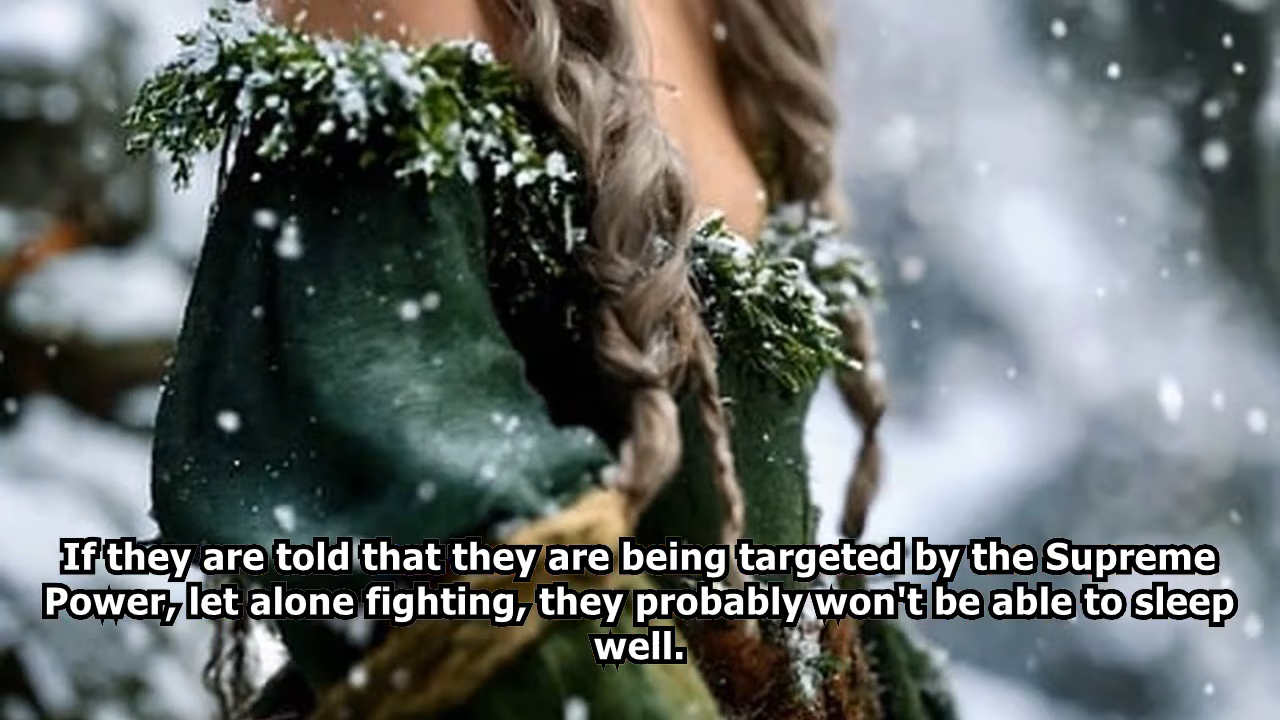 If they are told that they are being targeted by the Supreme
Power, let alone fighting, they probably won't be able to sleep
well.